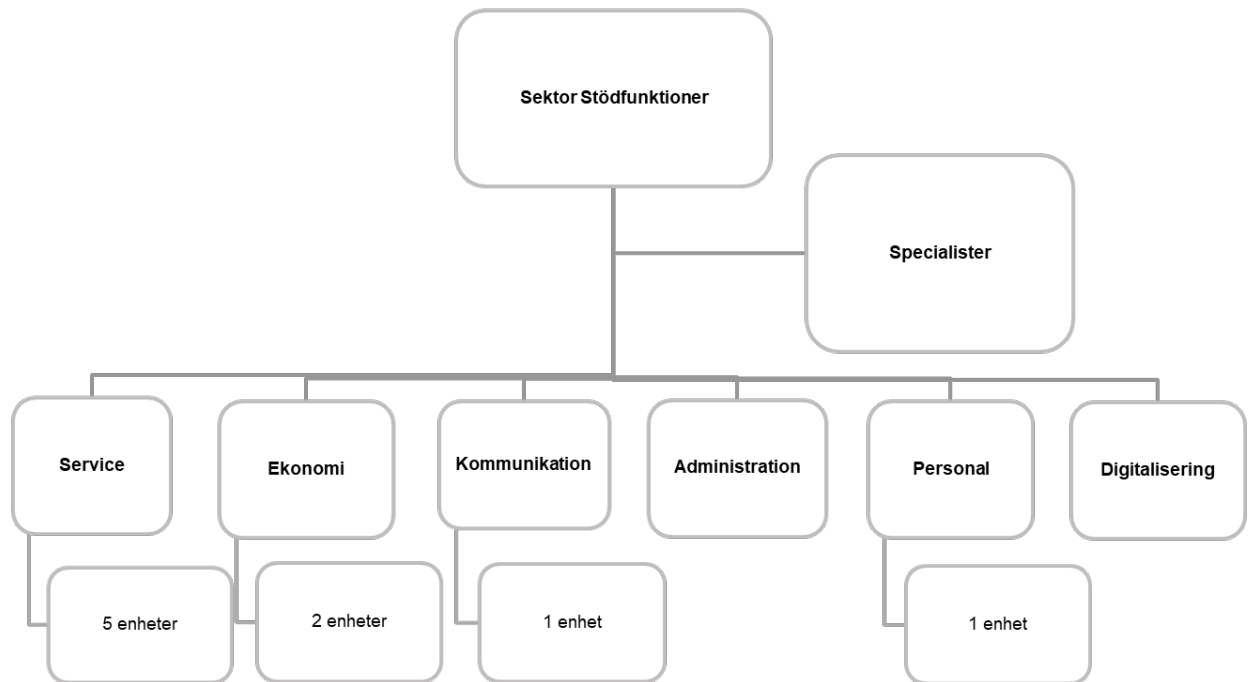 Sektor Stödfunktioner
Specialister
Service
Ekonomi
Kommunikation
Administration
Personal
Digitalisering
5 enheter
2 enheter
1 enhet
1 enhet